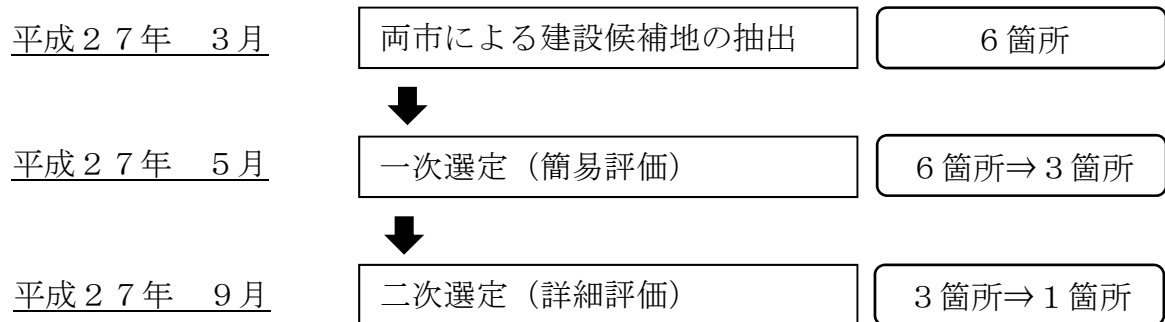 平成２７年　３月　両市による建設候補地の抽出　６箇所
平成２７年　５月　一次選定（簡易評価）　６箇所⇒３箇所
平成２７年　９月　二次選定（詳細評価）　３箇所⇒１箇所